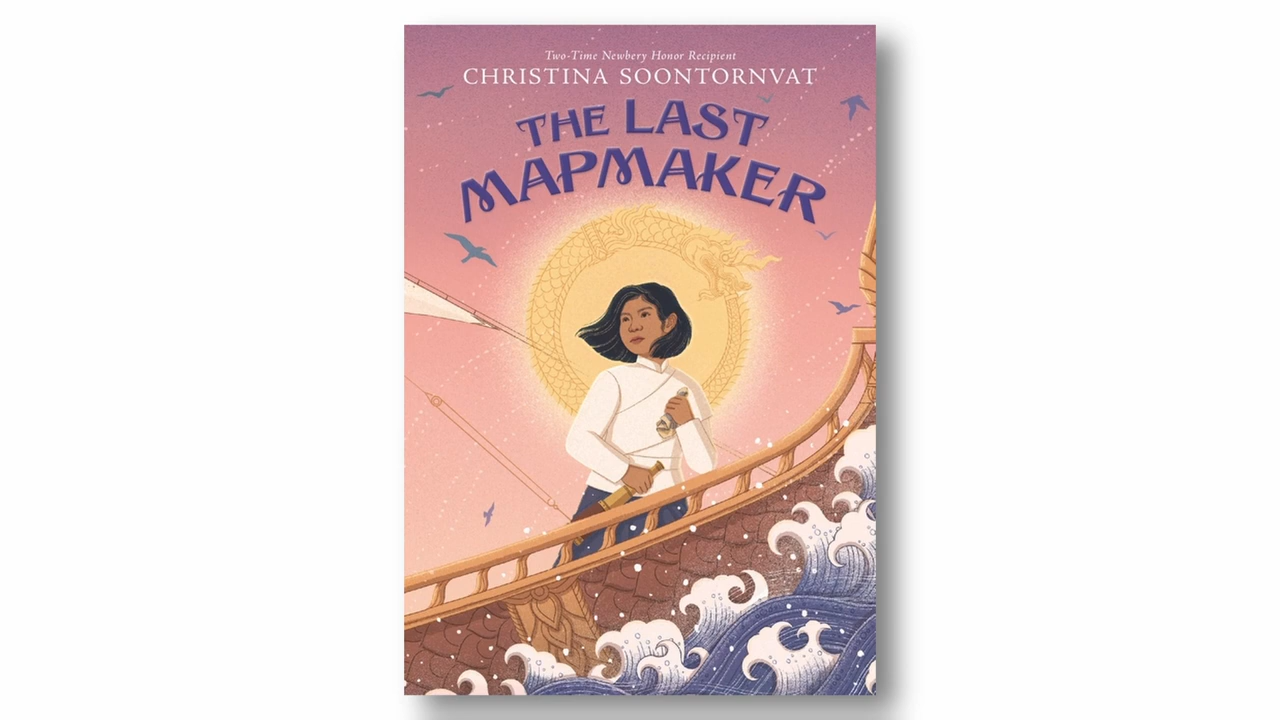 Two-Time Newbery Honor Recipient
CHRISTINA SOONTORNVAT
THE LAST
MAPMAKER